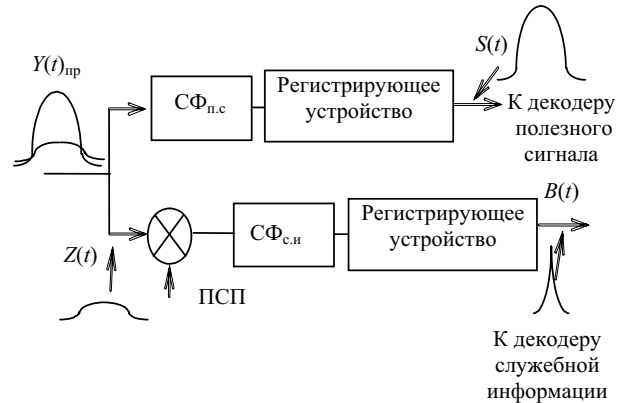 S(t)
Y(t)пр
СФп.с
Регистрирующее
устройство
К декодеру
полезного
сигнала
Z(t)
СФс.и
Регистрирующее
устройство
B(t)
ПСП
К декодеру
служебной
информации